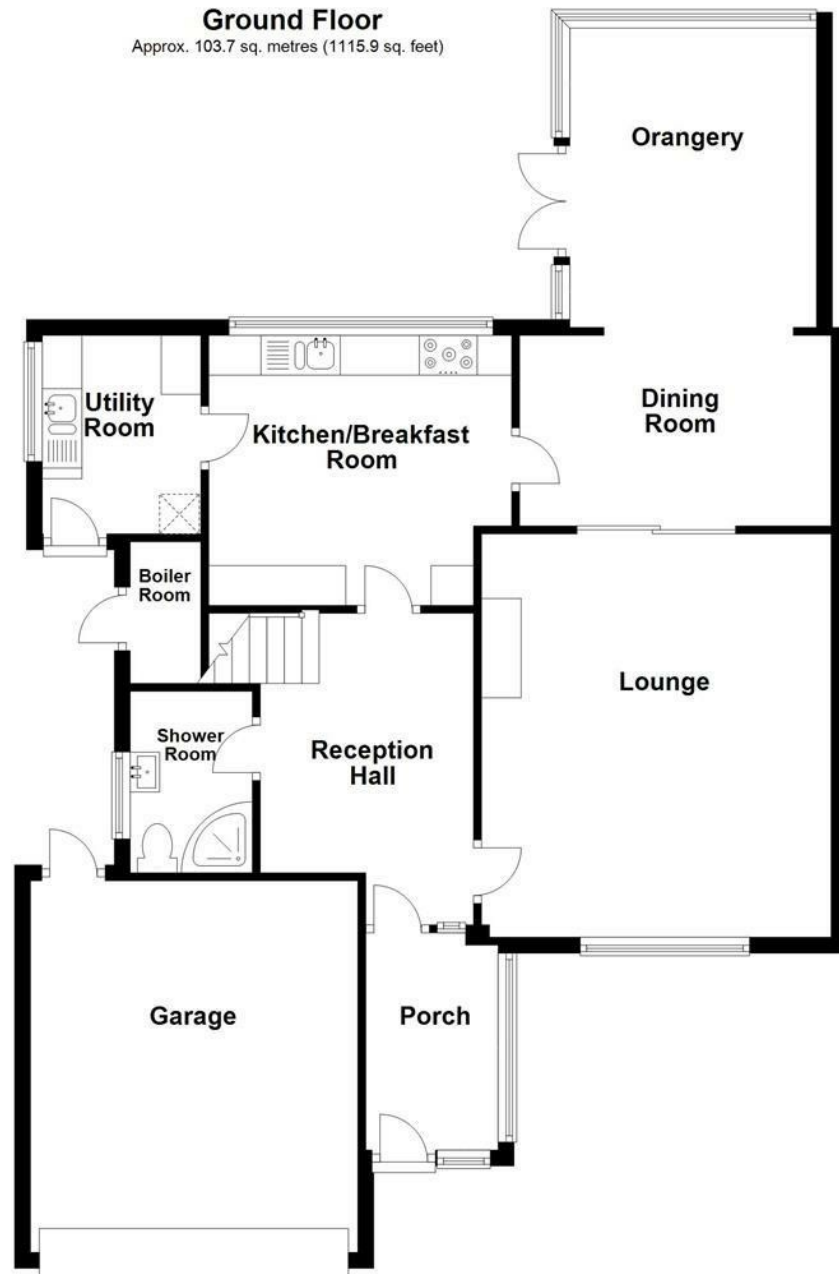 Ground Floor
Approx. 103.7 sq. metres (1115.9 sq. feet)
Orangery
Utility
Room
Kitchen/Breakfast
Room
Dining
Room
Boiler
Room
Lounge
Shower
Room
Reception
Hall
Garage
Porch